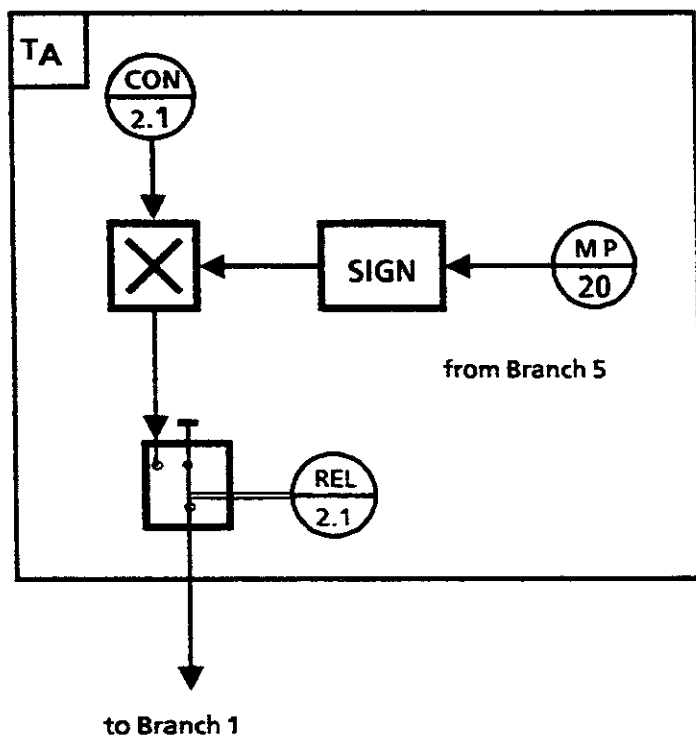 TA
CON
2.1
SIGN
MP
20
from Branch 5
REL
2.1
to Branch 1